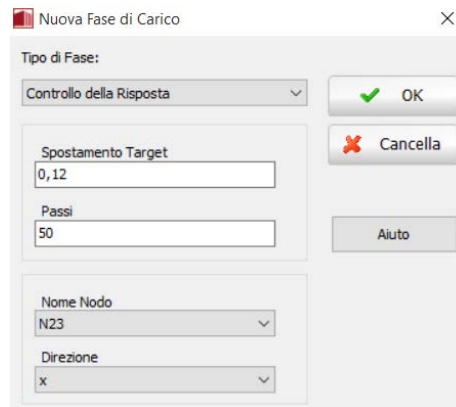 Nuova Fase di Carico
Tipo di Fase:
Controllo della Risposta
OK
Cancella
Spostamento Target
0,12
Passi
50
Aiuto
Nome Nodo
N23
Direzione
x